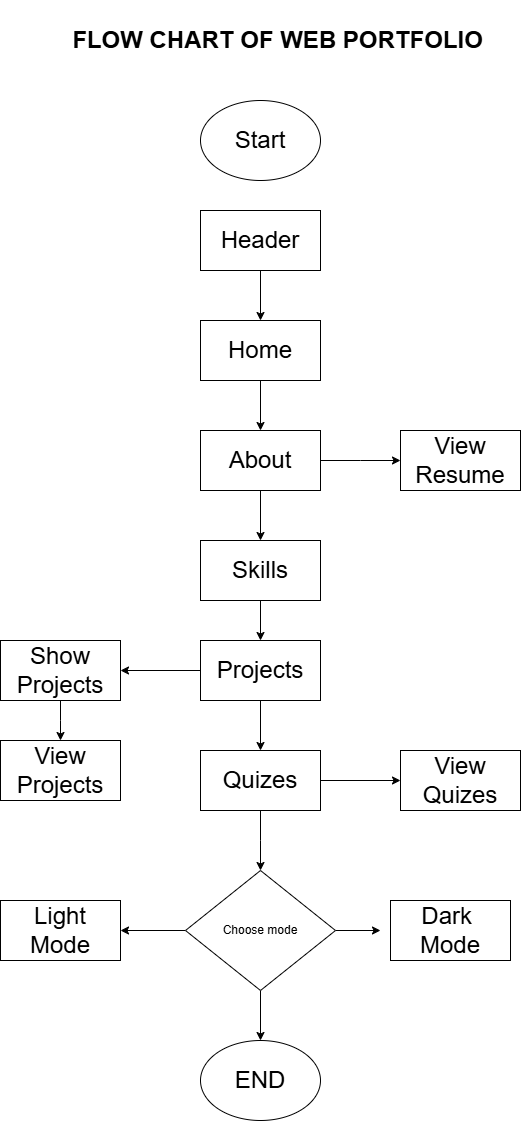 FLOW CHART OF WEB PORTFOLIO
Start
Header
Home
About
View
Resume
Skills
Show
Projects
Projects
View
Projects
Quizes
View
Quizes
Light
Mode
Choose mode
Dark
Mode
END